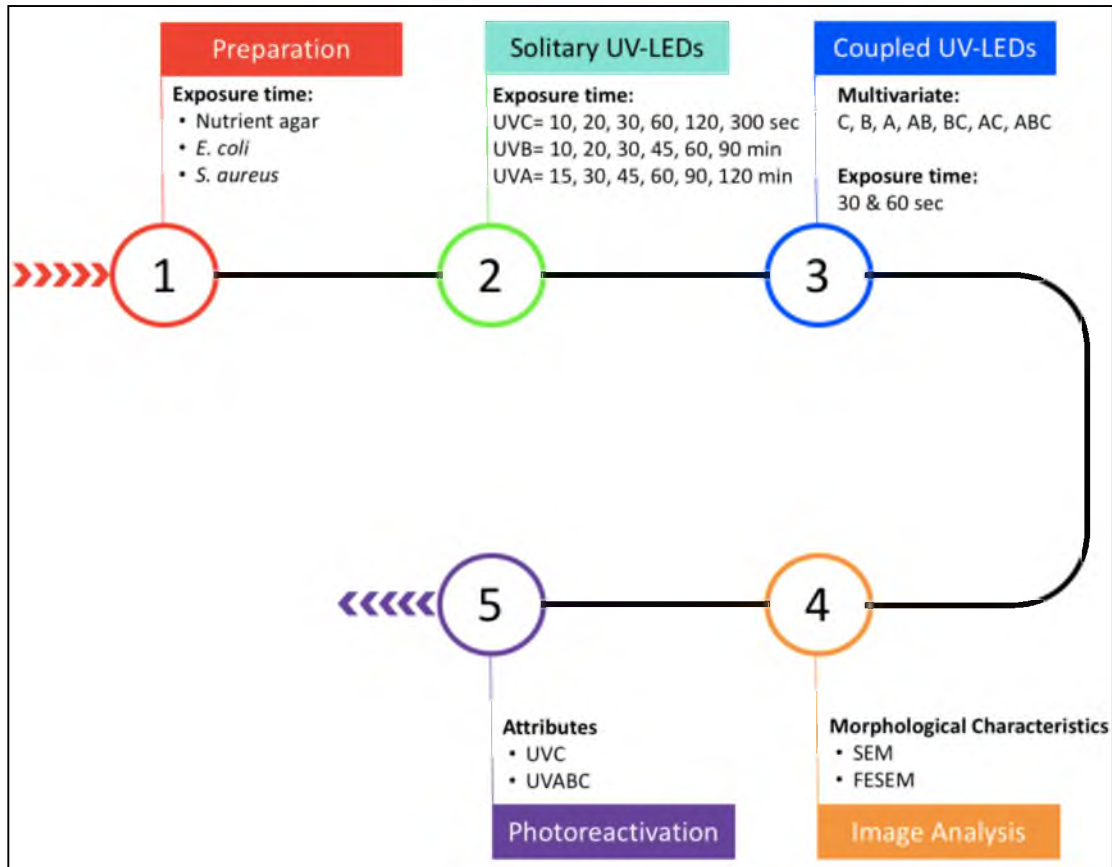 Preparation
Exposure time:
• Nutrient agar
• E. coli
• S. aureus
Solitary UV-LEDs
Exposure time:
UVC= 10, 20, 30, 60, 120, 300 sec
UVB= 10, 20, 30, 45, 60, 90 min
UVA= 15, 30, 45, 60, 90, 120 min
Coupled UV-LEDs
Multivariate:
C, B, A, AB, BC, AC, ABC
Exposure time:
30 & 60 sec
1
2
3
5
4
Attributes
• UVC
• UVABC
Photoreactivation
Morphological Characteristics
• SEM
• FESEM
Image Analysis